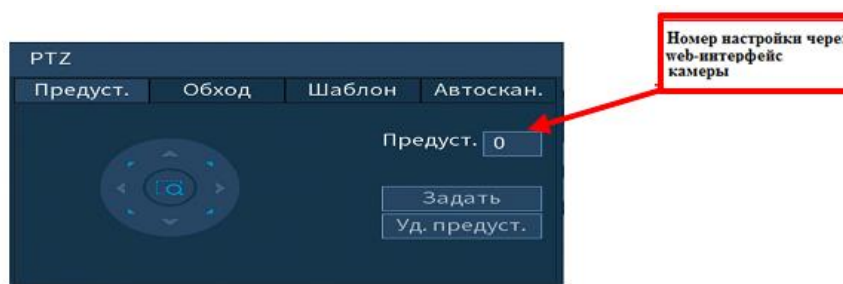 PTZ
Предуст.
Обход
Шаблон
Автоскан.
Предуст. 0
Задать
Уд. предуст.
Номер настройки через
web-интерфейс
камеры